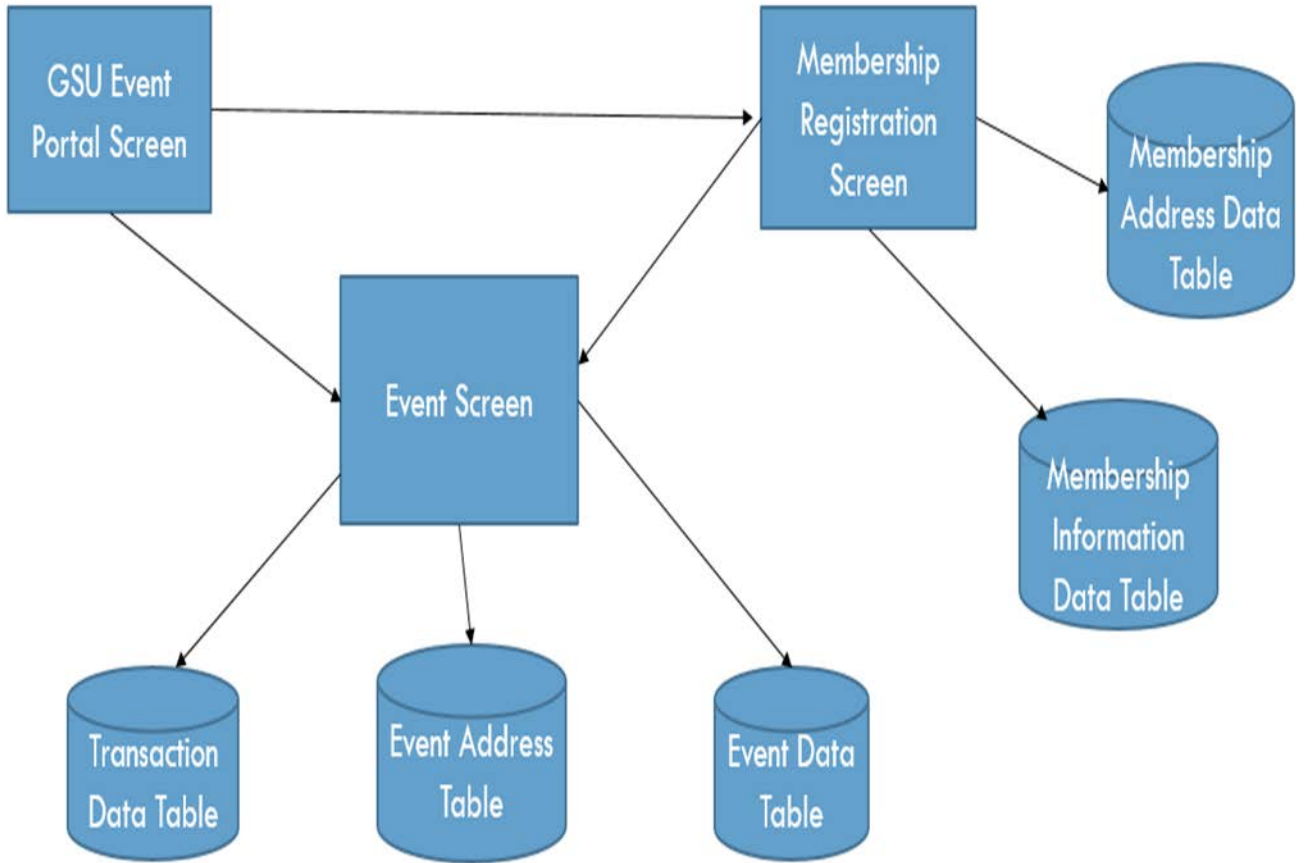 GSU Event
Portal Screen
Membership
Registration
Screen
Membership
Address Data
Table
Event Screen
Membership
Information
Data Table
Transaction
Data Table
Event Address
Table
Event Data
Table